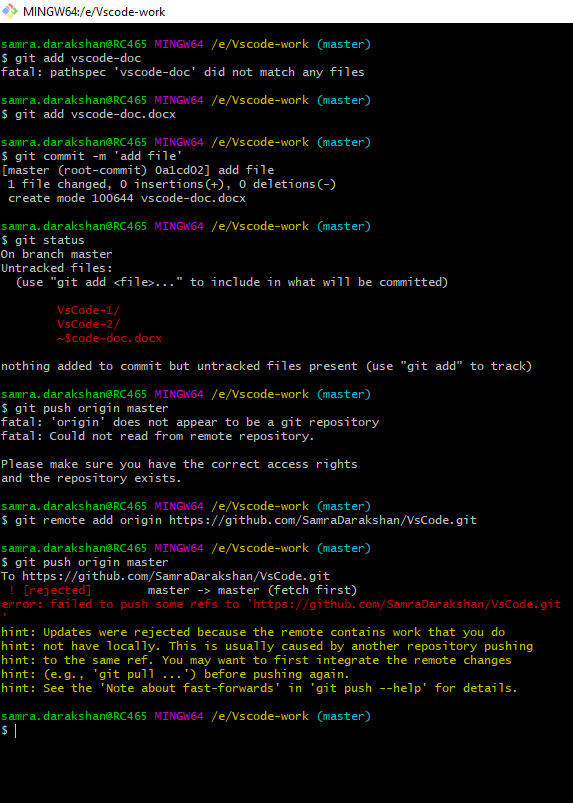 MINGW64:/e/Vscode-work
samra.darakshan@RC465 MINGW64 /e/Vscode-work (master)
$ git add vscode-doc
fatal: pathspec 'vscode-doc' did not match any files
samra.darakshan@RC465 MINGW64 /e/Vscode-work (master)
$ git add vscode-doc.docx
samra.darakshan@RC465 MINGW64 /e/Vscode-work (master)
$ git commit -m 'add file'
[master (root-commit) 0a1cd02] add file
 1 file changed, 0 insertions(+), 0 deletions(-)
 create mode 100644 vscode-doc.docx
samra.darakshan@RC465 MINGW64 /e/Vscode-work (master)
$ git status
On branch master
Untracked files:
  (use "git add <file>..." to include in what will be committed)
        VsCode-1/
        VsCode-2/
        ~$code-doc.docx
nothing added to commit but untracked files present (use "git add" to track)
samra.darakshan@RC465 MINGW64 /e/Vscode-work (master)
$ git push origin master
fatal: 'origin' does not appear to be a git repository
fatal: Could not read from remote repository.
Please make sure you have the correct access rights
and the repository exists.
samra.darakshan@RC465 MINGW64 /e/Vscode-work (master)
$ git remote add origin https://github.com/SamraDarakshan/VsCode.git
samra.darakshan@RC465 MINGW64 /e/Vscode-work (master)
$ git push origin master
To https://github.com/SamraDarakshan/VsCode.git
 ! [rejected]        master -> master (fetch first)
error: failed to push some refs to 'https://github.com/SamraDarakshan/VsCode.git
'
hint: Updates were rejected because the remote contains work that you do
hint: not have locally. This is usually caused by another repository pushing
hint: to the same ref. You may want to first integrate the remote changes
hint: (e.g., 'git pull ...') before pushing again.
hint: See the 'Note about fast-forwards' in 'git push --help' for details.
samra.darakshan@RC465 MINGW64 /e/Vscode-work (master)
$